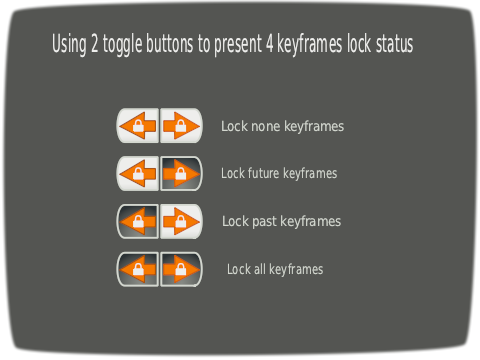 Using 2 toggle buttons to present 4 keyframes lock status
Lock none keyframes
Lock future keyframes
Lock past keyframes
Lock all keyframes